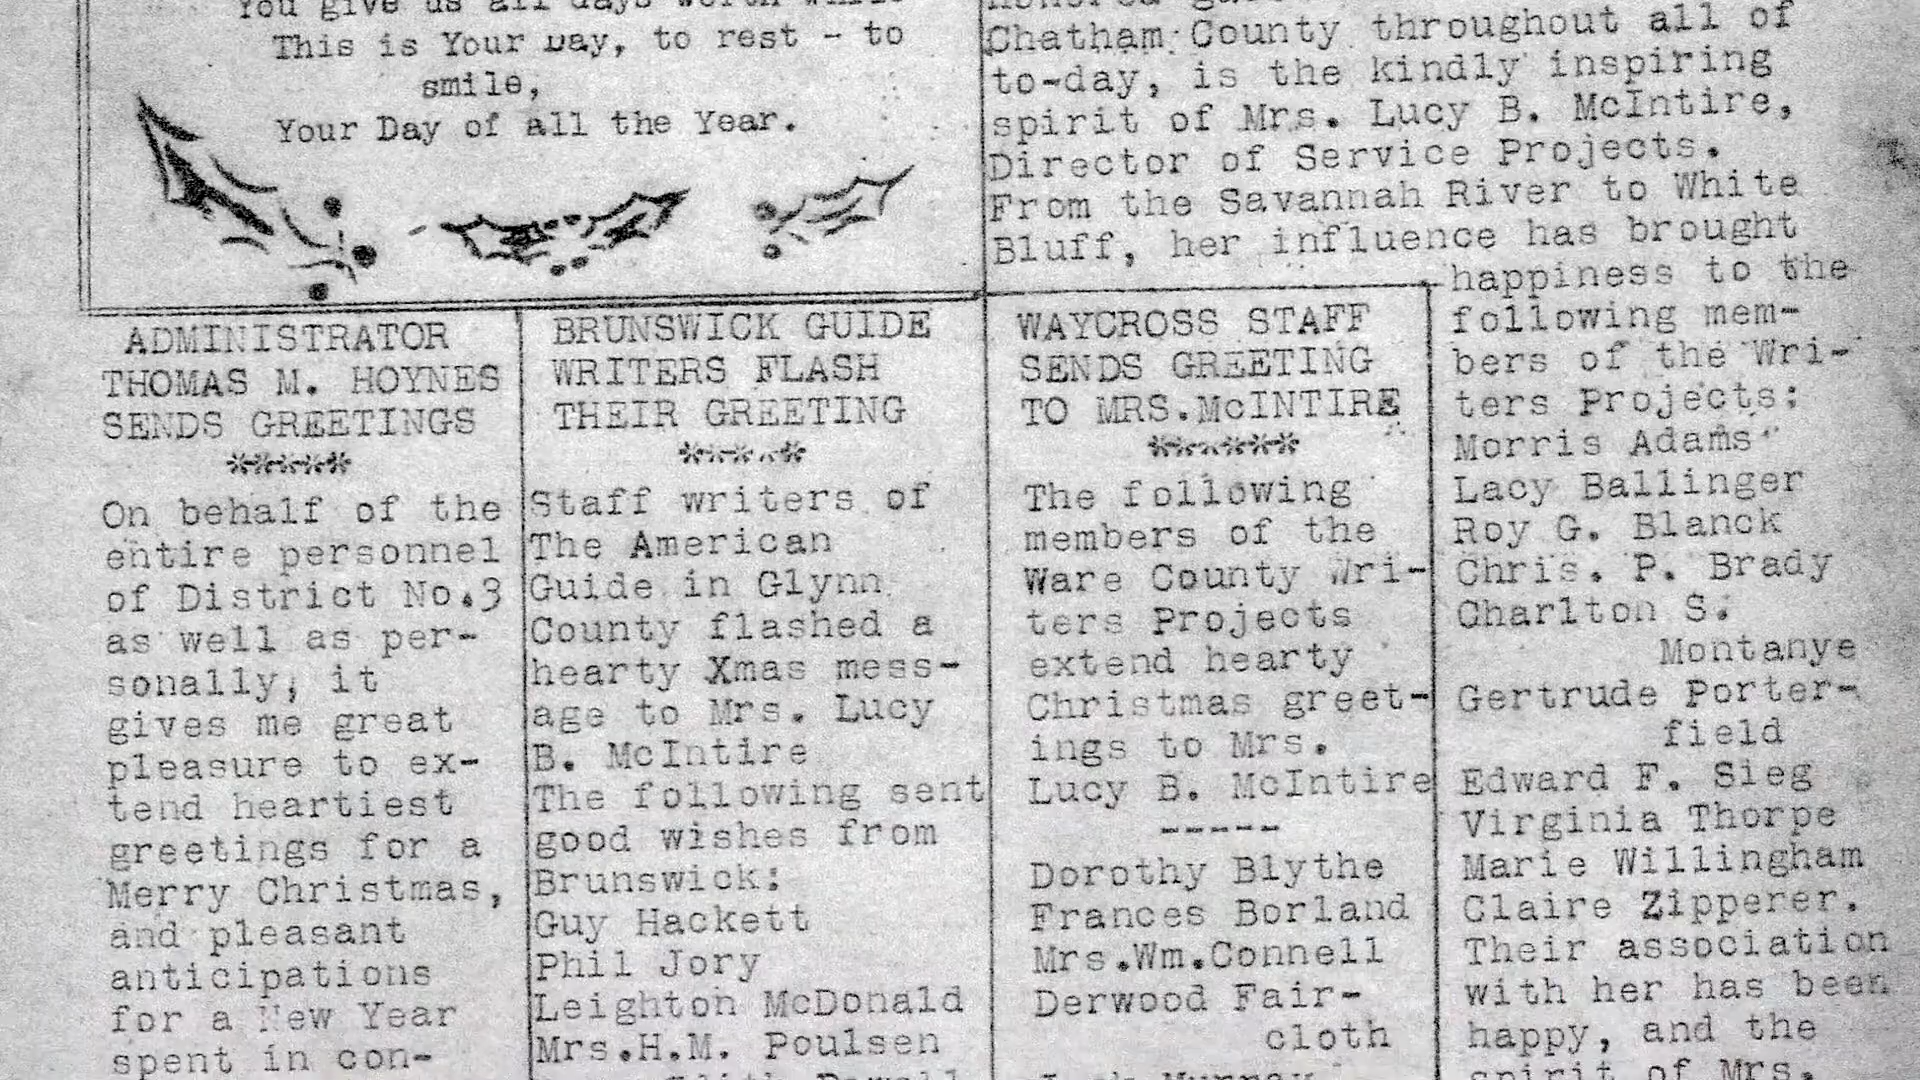 You give us all days worth while
This is Your Day, to rest - to
smile,
Your Day of all the Year.
Chatham County throughout all of
to-day, is the kindly inspiring
spirit of Mrs. Lucy B. McIntire,
Director of Service Projects.
From the Savannah River to White
Bluff, her influence has brought
happiness to the
following mem-
bers of the Wri-
ters Projects:
Morris Adams
Lacy Ballinger
Roy G. Blanck
Chris. P. Brady
Charlton S.
Montanye
Gertrude Porter-
field
Edward F. Sieg
Virginia Thorpe
Marie Willingham
Claire Zipperer.
Their association
with her has been
happy, and the
spirit of Mrs.
ADMINISTRATOR
THOMAS M. HOYNES
SENDS GREETINGS
*****
On behalf of the
entire personnel
of District No.3
as well as per-
sonally, it
gives me great
pleasure to ex-
tend heartiest
greetings for a
Merry Christmas,
and pleasant
anticipations
for a New Year
spent in con-
BRUNSWICK GUIDE
WRITERS FLASH
THEIR GREETING
*****
Staff writers of
The American
Guide in Glynn
County flashed a
hearty Xmas mess-
age to Mrs. Lucy
B. McIntire
The following sent
good wishes from
Brunswick:
Guy Hackett
Phil Jory
Leighton McDonald
Mrs.H.M. Poulsen
WAYCROSS STAFF
SENDS GREETING
TO MRS.McINTIRE
******
The following
members of the
Ware County Wri-
ters Projects
extend hearty
Christmas greet-
ings to Mrs.
Lucy B. McIntire
-----
Dorothy Blythe
Frances Borland
Mrs.Wm.Connell
Derwood Fair-
cloth